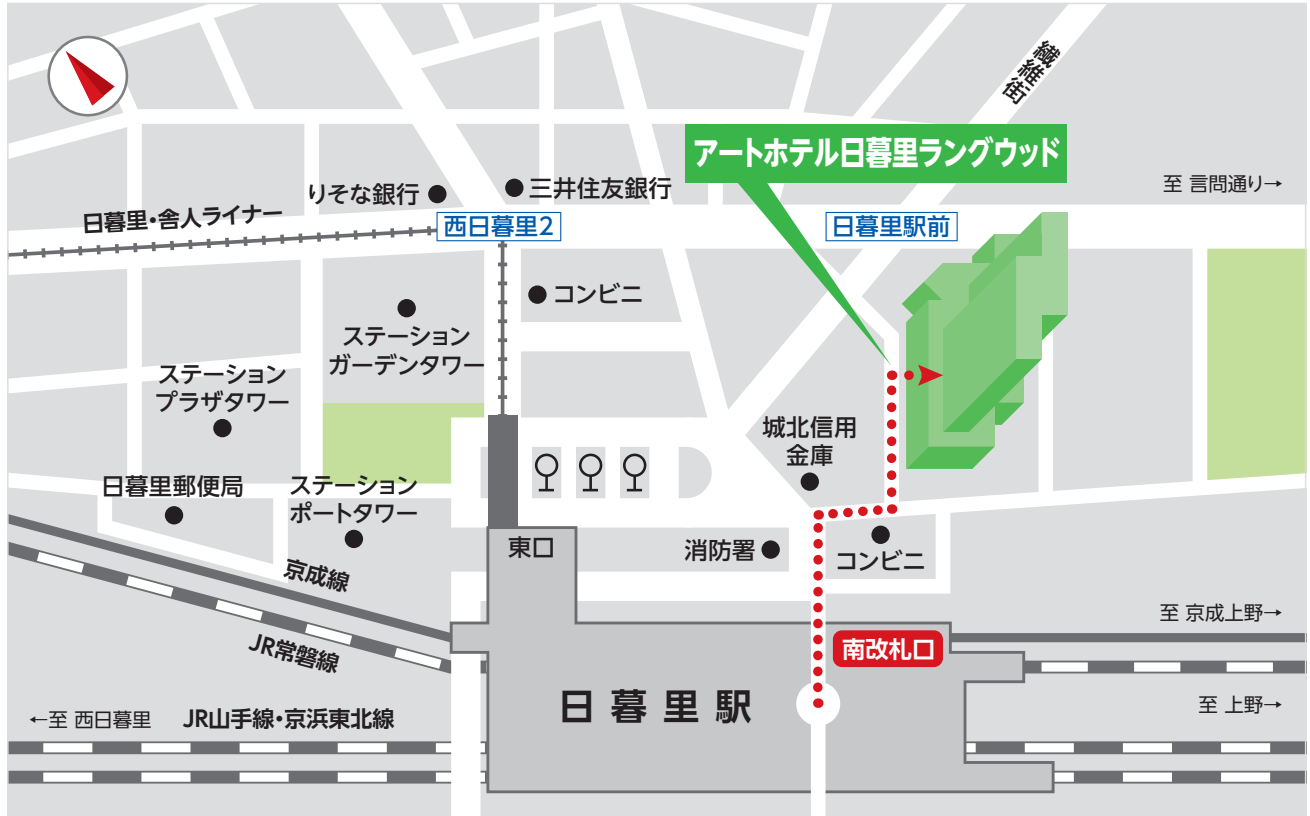 繊維街
アートホテル日暮里ラングウッド
至 言問通り→
りそな銀行
三井住友銀行
日暮里・舎人ライナー
西日暮里2
日暮里駅前
コンビニ
ステーション
ガーデンタワー
ステーション
プラザタワー
城北信用
金庫
日暮里郵便局
ステーション
ポートタワー
東口
消防署
コンビニ
京成線
至 京成上野→
JR常磐線
南改札口
日暮里駅
←至 西日暮里
JR山手線・京浜東北線
至 上野→